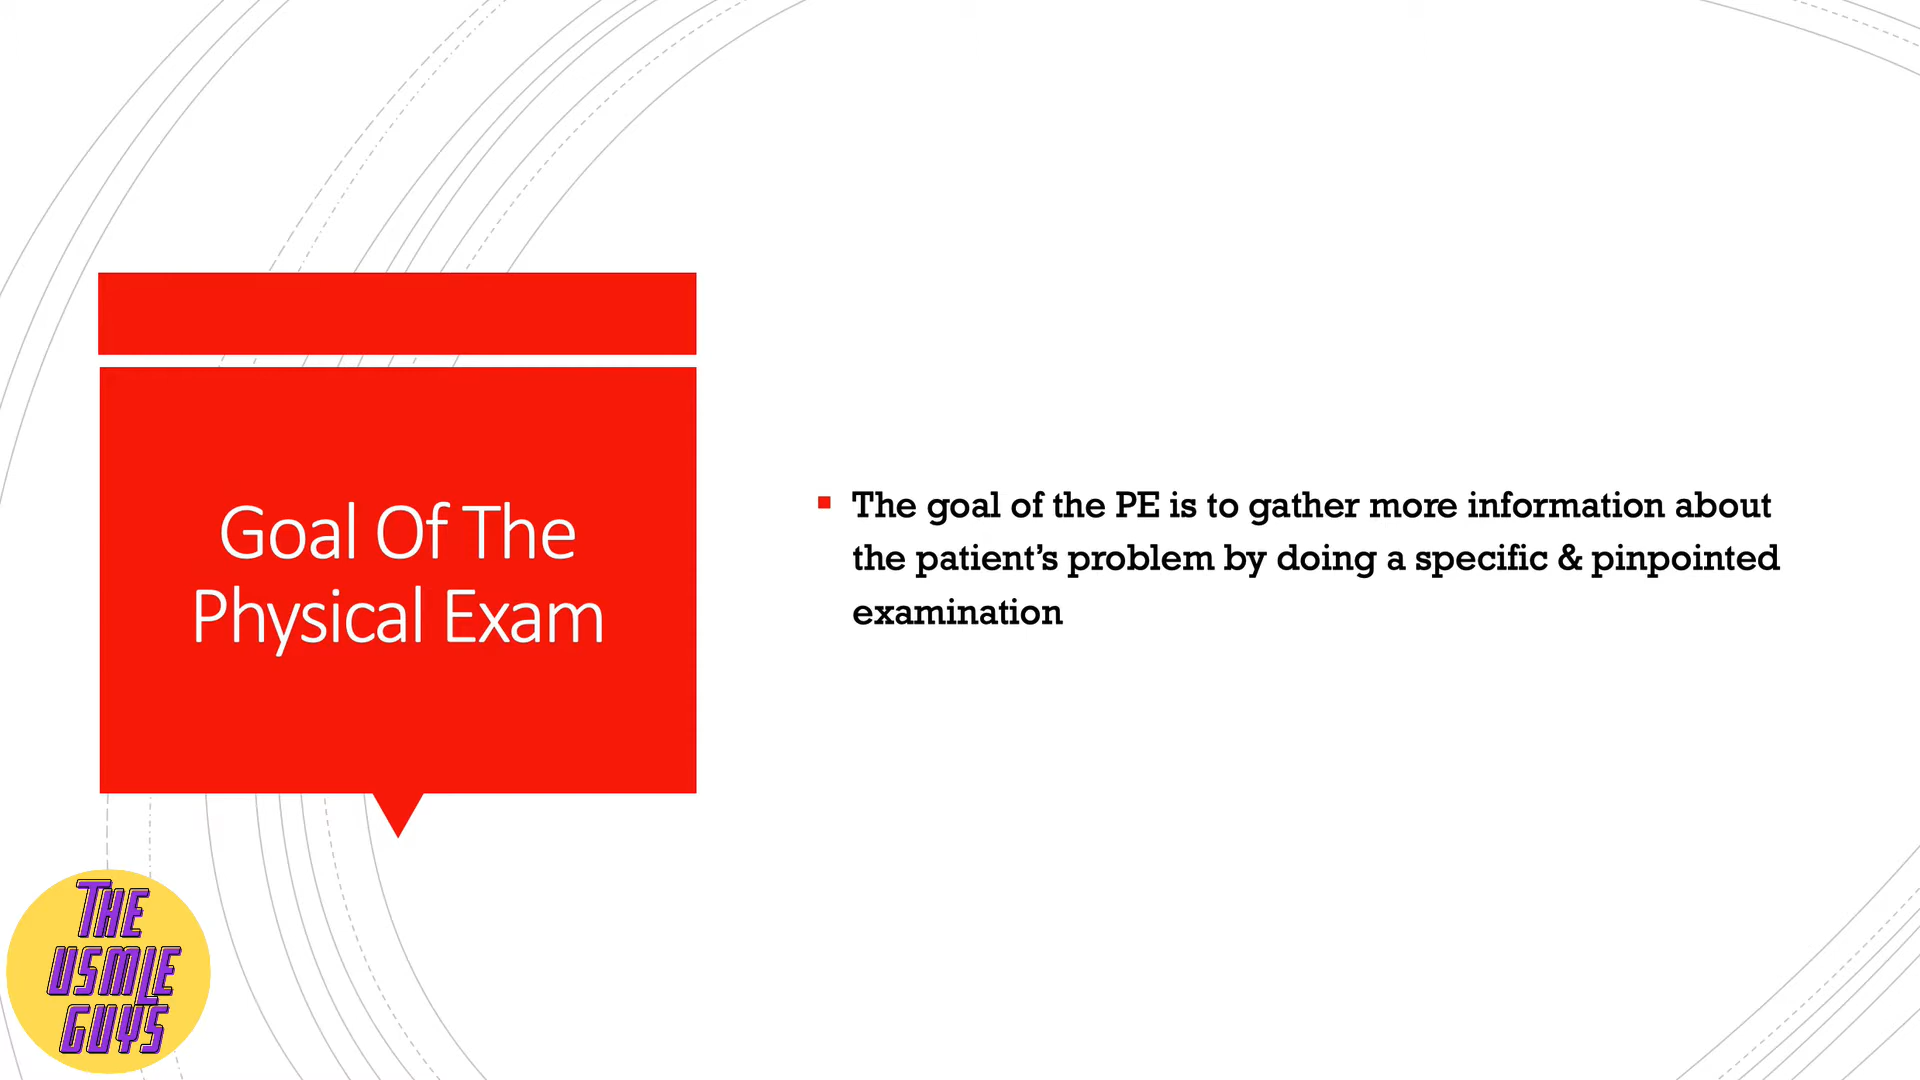 Goal Of The
Physical Exam
The goal of the PE is to gather more information about
the patient’s problem by doing a specific & pinpointed
examination
THE
USMLE
GUYS